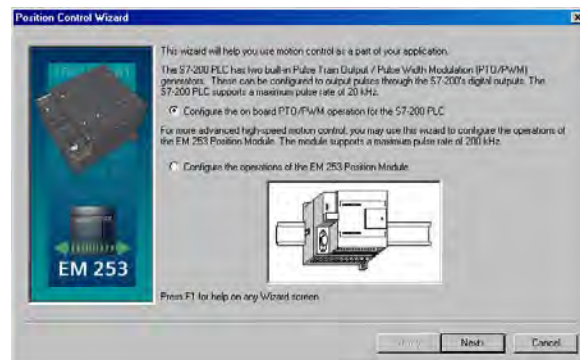 Position Control Wizard
This wizard will help you use motion control as a part of your application.
The S7-200 PLC has two built-in Pulse Train Output / Pulse Width Modulation (PTO/PWM)
generators. These can be configured to output pulses through the S7-200's digital outputs. The
S7-200 PLC supports a maximum pulse rate of 20 kHz.
Configure the on board PTO/PWM operation for the S7-200 PLC
For more advanced high-speed motion control, you may use this wizard to configure the operations of
the EM 253 Position Module. The module supports a maximum pulse rate of 200 kHz.
Configure the operations of the EM 253 Position Module
EM 253
Press F1 for help on any Wizard screen
Next>
Cancel